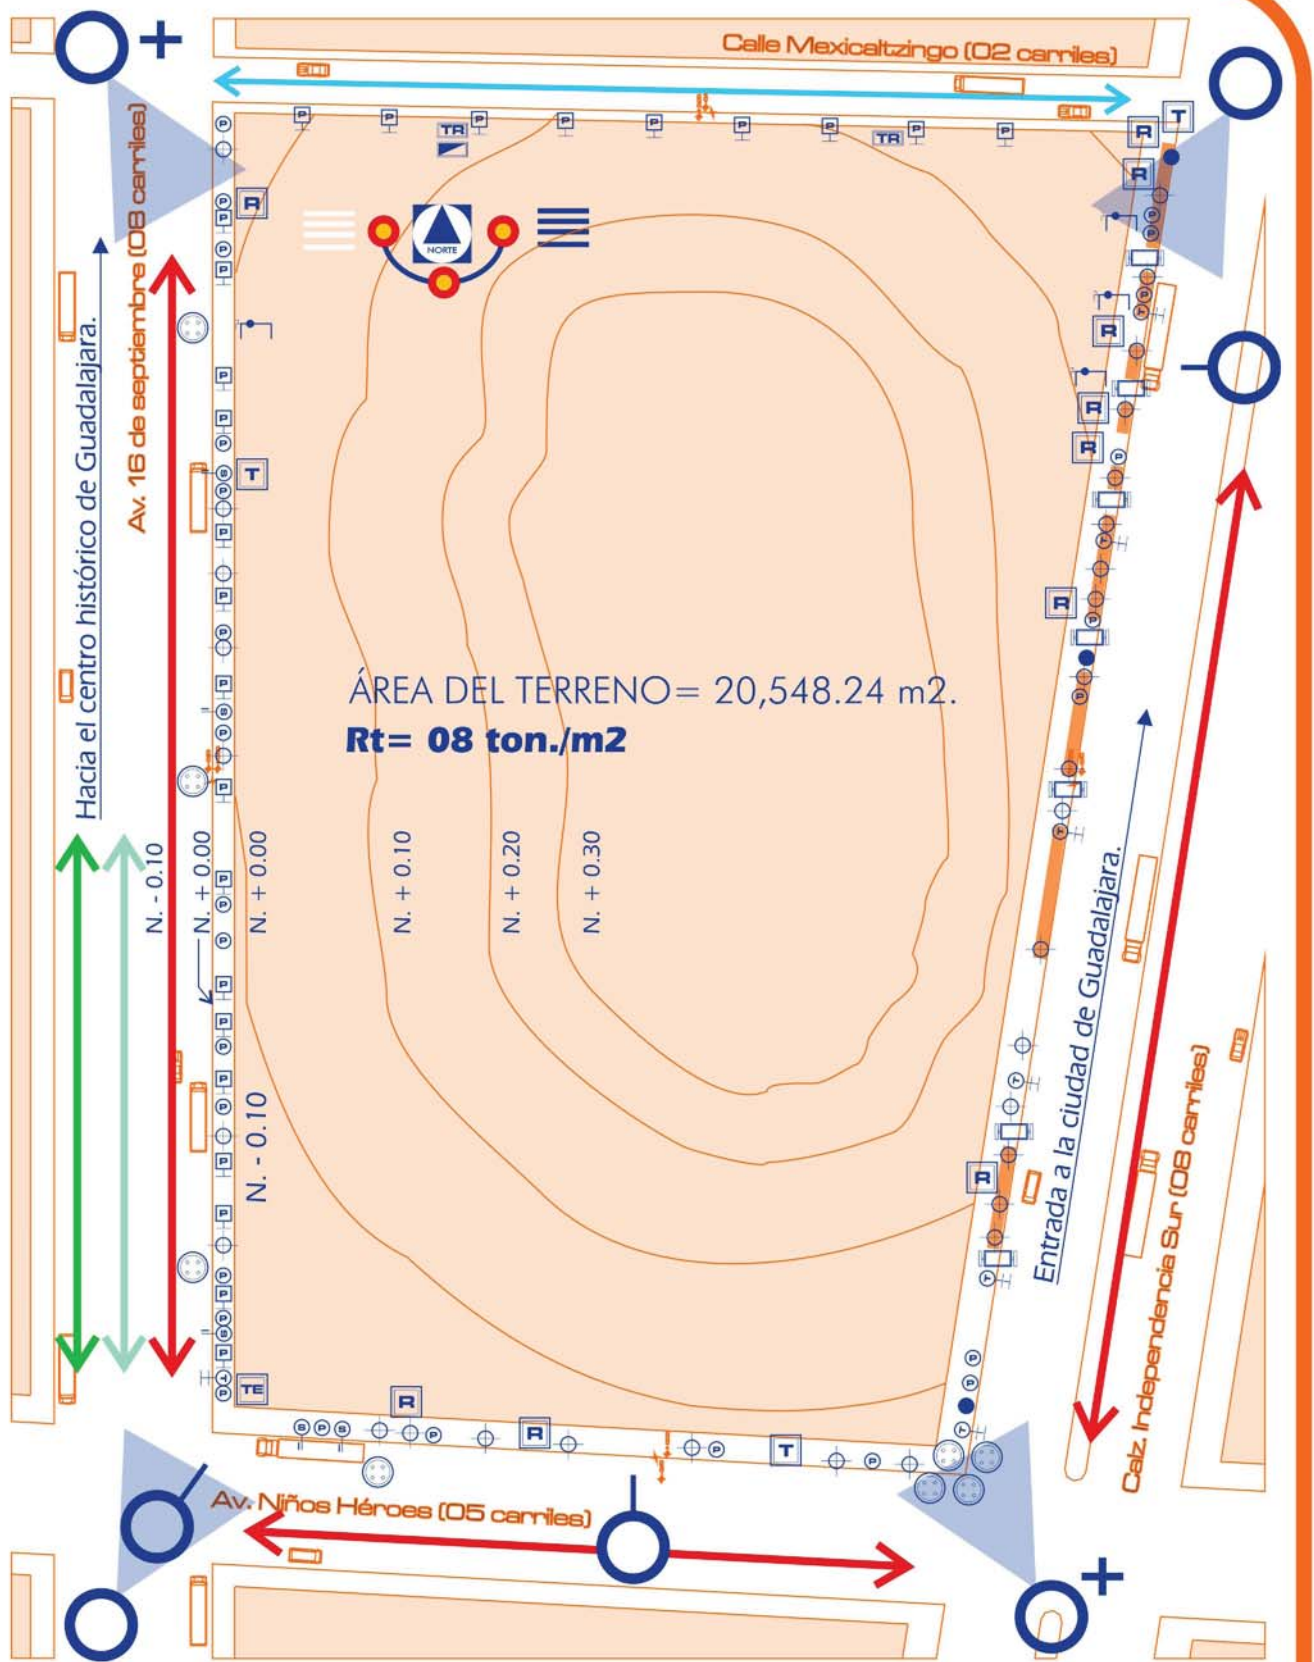 Calle Mexicaltzingo (02 carriles)
Av. 16 de septiembre (08 carriles)
Hacia el centro histórico de Guadalajara.
P
P
P
P
P
P
P
P
P
TR
TR
NORTE
R
T
R
R
R
R
R
R
T
ÁREA DEL TERRENO= 20,548.24 m2.
Rt= 08 ton./m2
N. - 0.10
N. + 0.00
N. + 0.00
N. + 0.10
N. + 0.20
N. + 0.30
N. - 0.10
Entrada a la ciudad de Guadalajara.
Calz. Independencia Sur (08 carriles)
R
TE
R
S P S
P
R
P
T
P
Av. Niños Héroes (05 carriles)